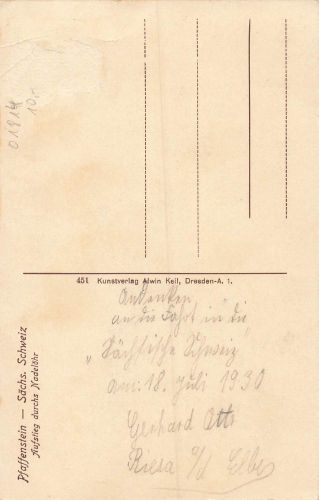 01914
10,-
451 Kunstverlag Alwin Keil, Dresden-A. 1.
Pfaffenstein — Sächs. Schweiz
Aufstieg durchs Nadelöhr
Andenken
an die Fahrt in die
„Sächsische Schweiz
am: 18. Juli 1930
Gerhard Otto
Riesa a/d Elbe